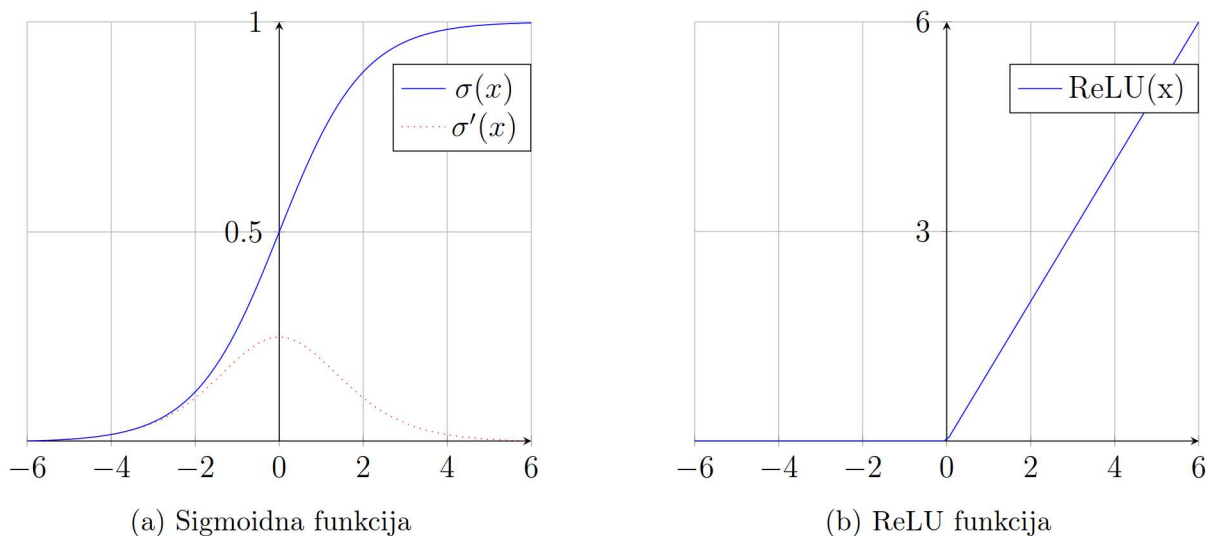 1
0.5
σ(x)
σ′(x)
−6 −4 −2 0 2 4 6
(a) Sigmoidna funkcija
6
3
ReLU(x)
−6 −4 −2 0 2 4 6
(b) ReLU funkcija